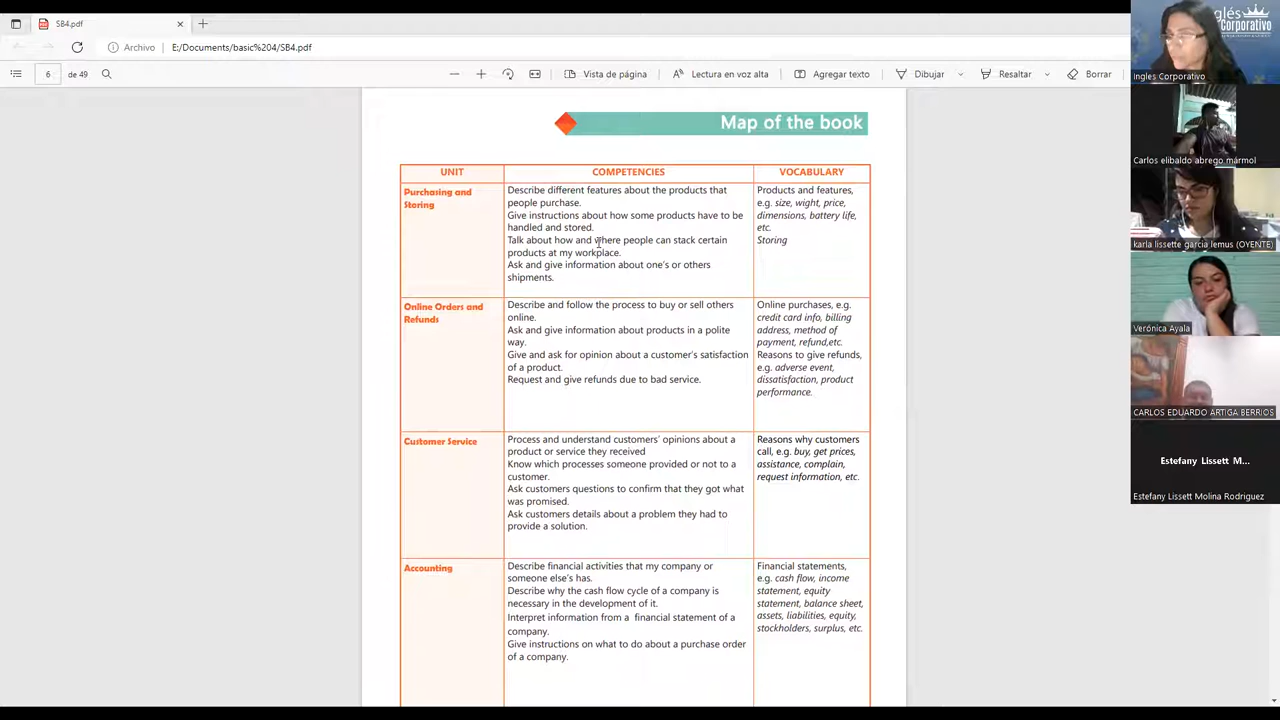 SB4.pdf
Archivo
E:/Documents/basic%204/SB4.pdf
6
de 49
Vista de página
Lectura en voz alta
Agregar texto
Dibujar
Resaltar
Borrar
Map of the book
UNIT
COMPETENCIES
VOCABULARY
Purchasing and
Storing
Describe different features about the products that
people purchase.
Give instructions about how some products have to be
handled and stored.
Talk about how and where people can stack certain
products at my workplace.
Ask and give information about one's or others
shipments.
Products and features,
e.g. size, wight, price,
dimensions, battery life,
etc.
Storing
Online Orders and
Refunds
Describe and follow the process to buy or sell others
online.
Ask and give information about products in a polite
way.
Give and ask for opinion about a customer's satisfaction
of a product.
Request and give refunds due to bad service.
Online purchases, e.g.
credit card info, billing
address, method of
payment, refund,etc.
Reasons to give refunds,
e.g. adverse event,
dissatisfaction, product
performance.
Customer Service
Process and understand customers' opinions about a
product or service they received
Know which processes someone provided or not to a
customer.
Ask customers questions to confirm that they got what
was promised.
Ask customers details about a problem they had to
provide a solution.
Reasons why customers
call, e.g. buy, get prices,
assistance, complain,
request information, etc.
Accounting
Describe financial activities that my company or
someone else's has.
Describe why the cash flow cycle of a company is
necessary in the development of it.
Interpret information from a financial statement of a
company.
Give instructions on what to do about a purchase order
of a company.
Financial statements,
e.g. cash flow, income
statement, equity
statement, balance sheet,
assets, liabilities, equity,
stockholders, surplus, etc.
glés
Corporativo
Ingles Corporativo
Carlos elibaldo abrego mármol
karla lissette garcia lemus (OYENTE)
Verónica Ayala
CARLOS EDUARDO ARTIGA BERRIOS
Estefany Lissett M...
Estefany Lissett Molina Rodriguez